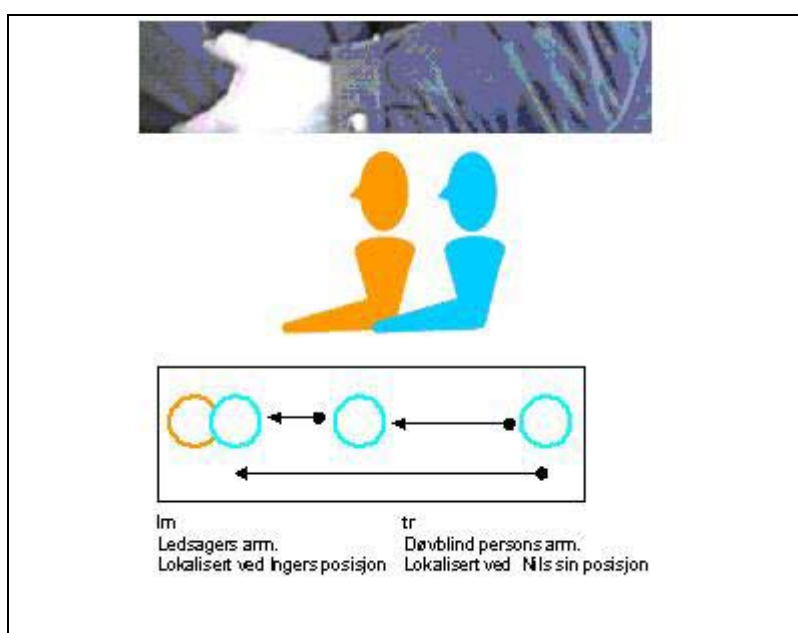 lm tr
Ledsagers arm. Døvblind persons arm.
Lokalisert ved Ingers posisjon Lokalisert ved Nils sin posisjon